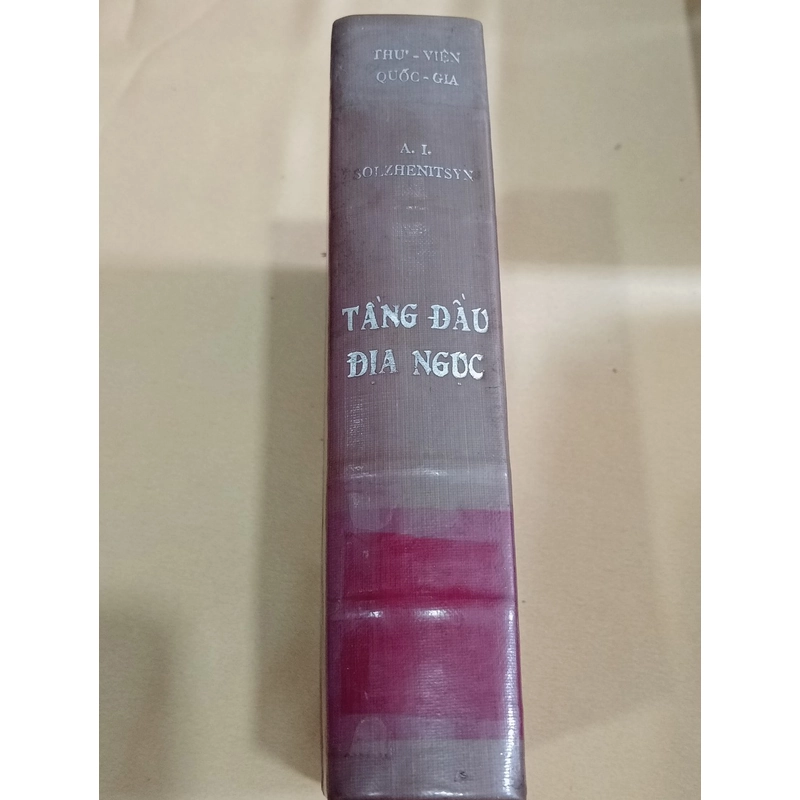 THƯ - VIỆN
QUỐC - GIA
A. I.
SOLZHENITSYN
TẦNG ĐẦU
ĐỊA NGỤC